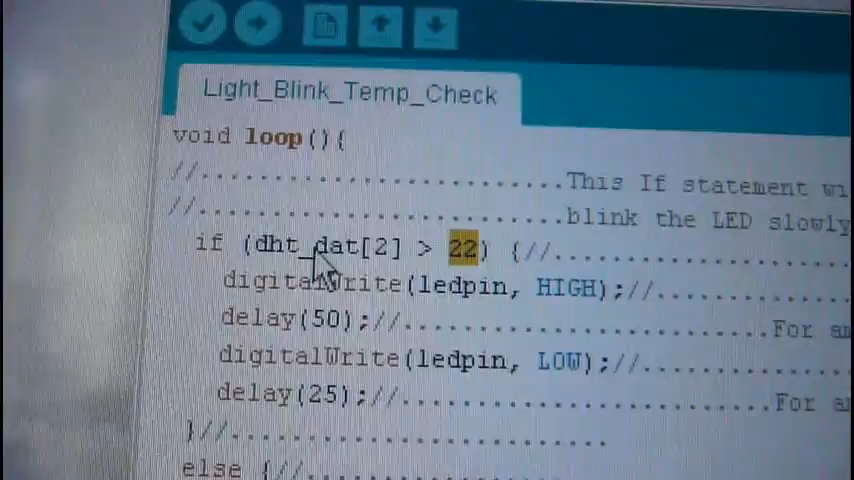 Light_Blink_Temp_Check
void loop(){
//.........................This If statement wi
//.........................blink the LED slowly
if (dht_dat[2] > 22) {//......................
digitalWrite(ledpin, HIGH);//..............
delay(50);//..........................For an
digitalWrite(ledpin, LOW);//...............
delay(25);//..........................For a
}//..........................
else {//...................